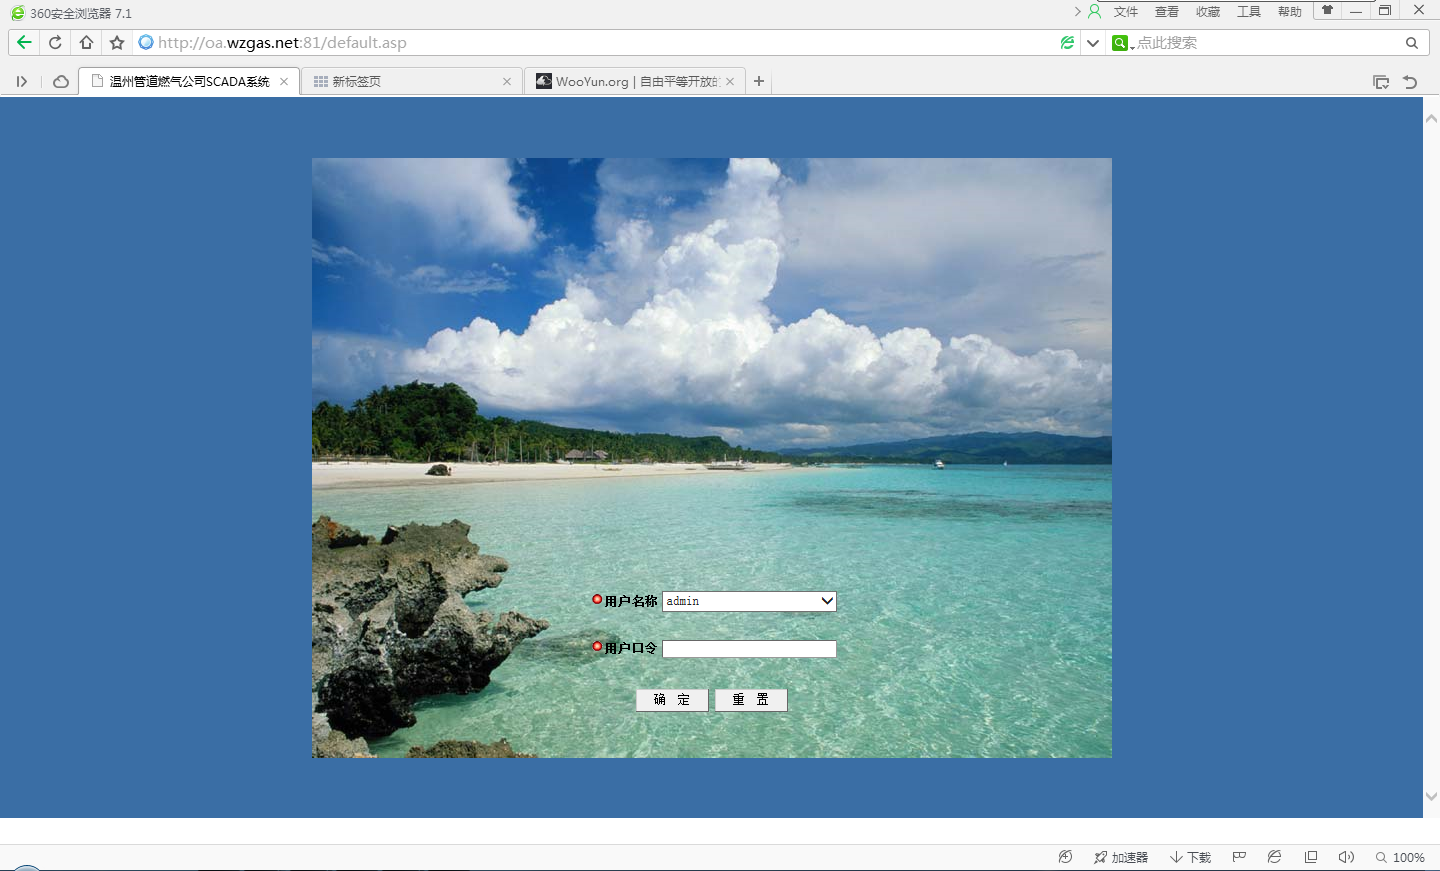 360安全浏览器 7.1
文件 查看 收藏 工具 帮助
http://oa.wzgas.net:81/default.asp
点此搜索
温州管道燃气公司SCADA系统
新标签页
WooYun.org | 自由平等开放的
用户名称 admin
用户口令
确 定 重 置
加速器 下载 100%